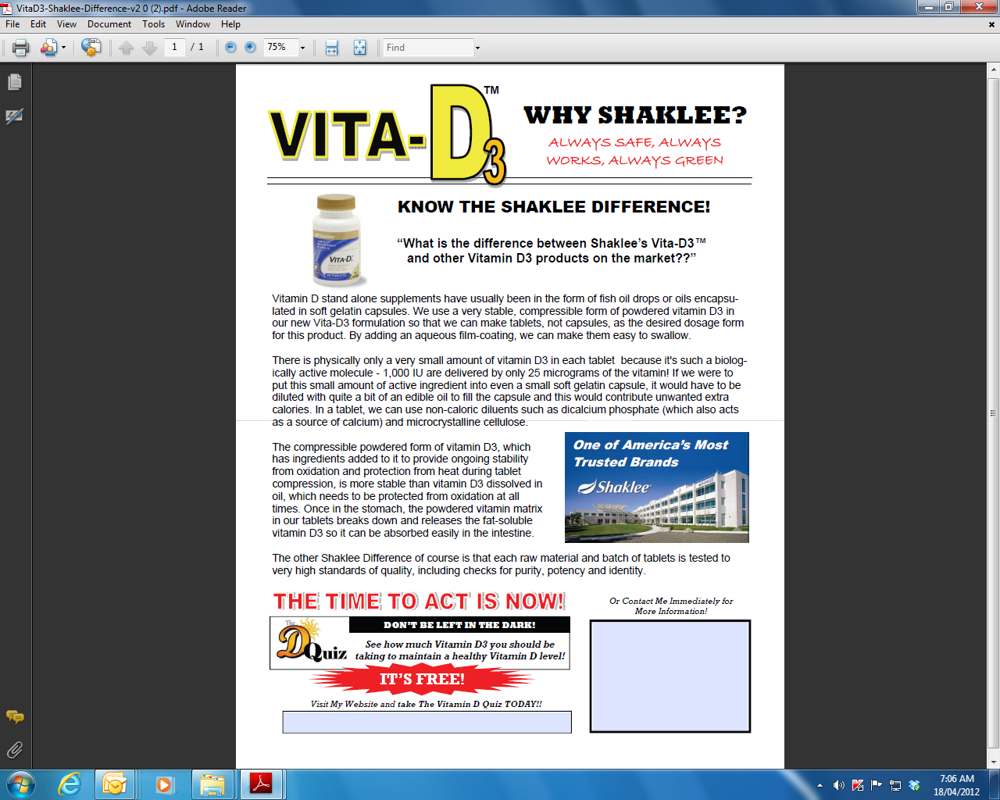 VitaD3-Shaklee-Difference-v2 0 (2).pdf - Adobe Reader
File Edit View Document Tools Window Help
1 / 1 75% Find
VITA-D3™
WHY SHAKLEE?
ALWAYS SAFE, ALWAYS
WORKS, ALWAYS GREEN
KNOW THE SHAKLEE DIFFERENCE!
Shaklee
VITA-D3
“What is the difference between Shaklee’s Vita-D3™
and other Vitamin D3 products on the market??”
Vitamin D stand alone supplements have usually been in the form of fish oil drops or oils encapsu-
lated in soft gelatin capsules. We use a very stable, compressible form of powdered vitamin D3 in
our new Vita-D3 formulation so that we can make tablets, not capsules, as the desired dosage form
for this product. By adding an aqueous film-coating, we can make them easy to swallow.
There is physically only a very small amount of vitamin D3 in each tablet  because it's such a biolog-
ically active molecule - 1,000 IU are delivered by only 25 micrograms of the vitamin! If we were to
put this small amount of active ingredient into even a small soft gelatin capsule, it would have to be
diluted with quite a bit of an edible oil to fill the capsule and this would contribute unwanted extra
calories. In a tablet, we can use non-caloric diluents such as dicalcium phosphate (which also acts
as a source of calcium) and microcrystalline cellulose.
The compressible powdered form of vitamin D3, which
has ingredients added to it to provide ongoing stability
from oxidation and protection from heat during tablet
compression, is more stable than vitamin D3 dissolved in
oil, which needs to be protected from oxidation at all
times. Once in the stomach, the powdered vitamin matrix
in our tablets breaks down and releases the fat-soluble
vitamin D3 so it can be absorbed easily in the intestine.
One of America’s Most
Trusted Brands
Shaklee
The other Shaklee Difference of course is that each raw material and batch of tablets is tested to
very high standards of quality, including checks for purity, potency and identity.
THE TIME TO ACT IS NOW!
The D Quiz
DON’T BE LEFT IN THE DARK!
See how much Vitamin D3 you should be
taking to maintain a healthy Vitamin D level!
IT’S FREE!
Visit My Website and take The Vitamin D Quiz TODAY!!
Or Contact Me Immediately for
More Information!
7:06 AM
18/04/2012